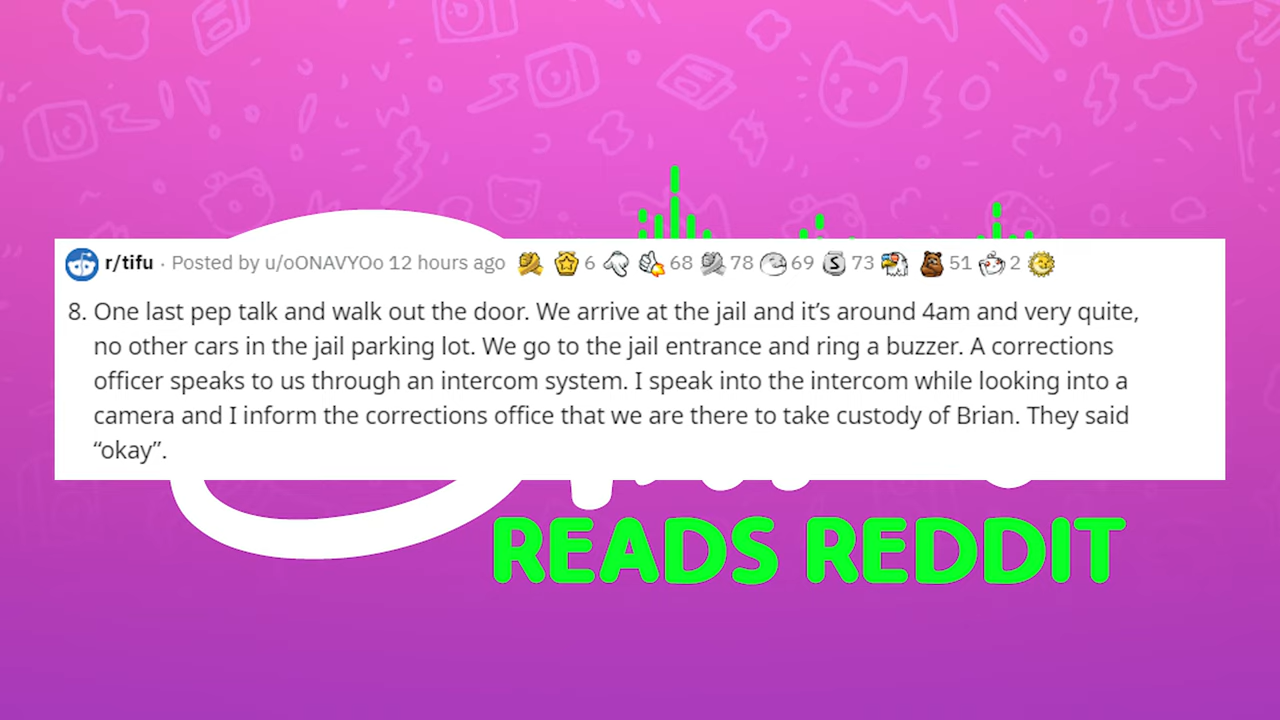 r/tifu · Posted by u/oONAVYOo 12 hours ago 6 68 78 69 S 73 51 2
8. One last pep talk and walk out the door. We arrive at the jail and it’s around 4am and very quite,
no other cars in the jail parking lot. We go to the jail entrance and ring a buzzer. A corrections
officer speaks to us through an intercom system. I speak into the intercom while looking into a
camera and I inform the corrections office that we are there to take custody of Brian. They said
“okay”.
READS REDDIT